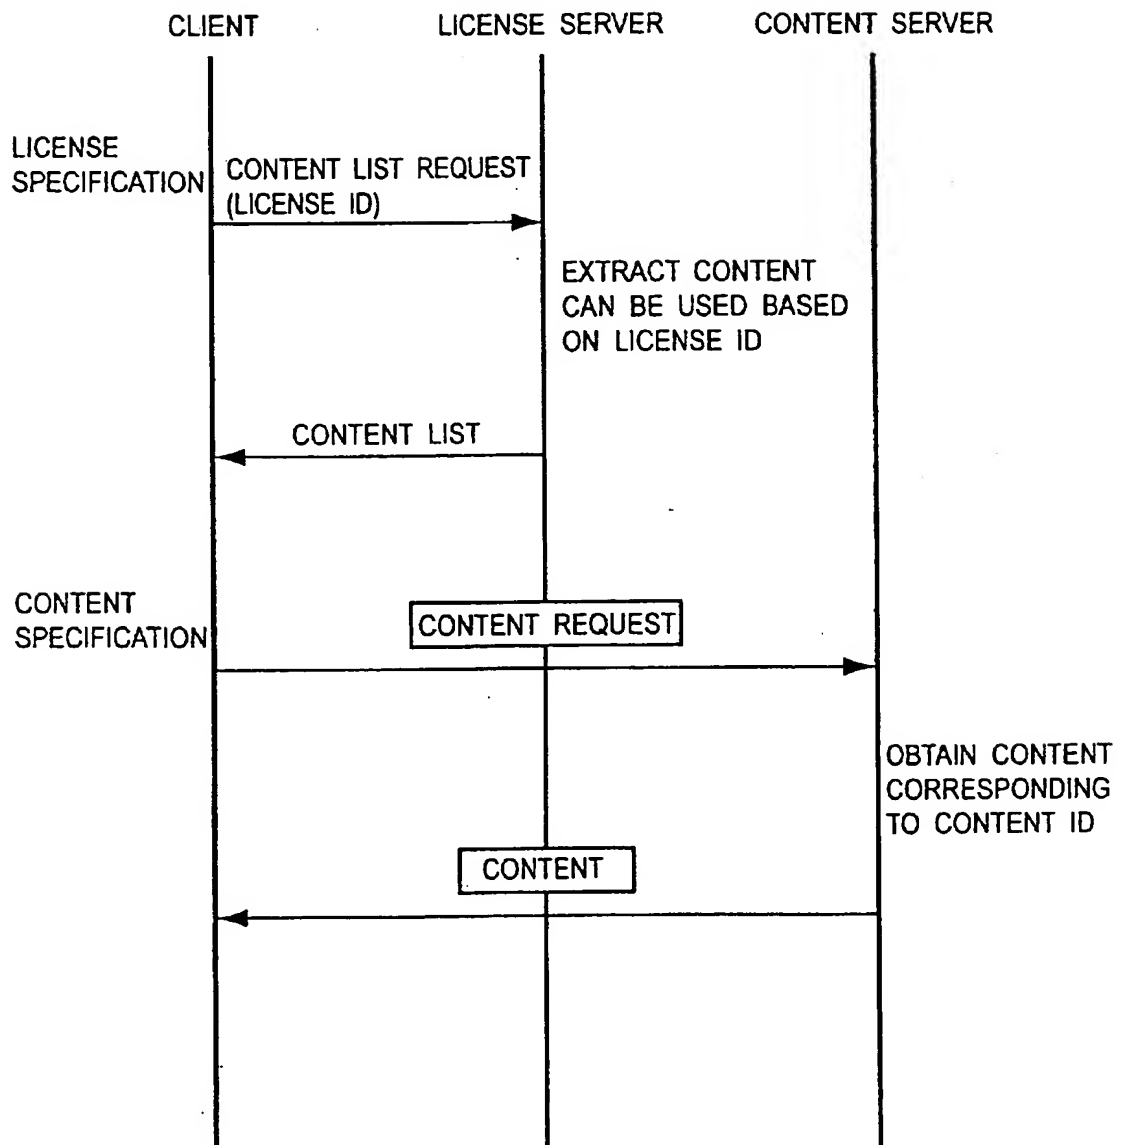 CLIENT LICENSE SERVER CONTENT SERVER
LICENSE
SPECIFICATION
CONTENT LIST REQUEST
(LICENSE ID)
EXTRACT CONTENT
CAN BE USED BASED
ON LICENSE ID
CONTENT LIST
CONTENT
SPECIFICATION
CONTENT REQUEST
OBTAIN CONTENT
CORRESPONDING
TO CONTENT ID
CONTENT